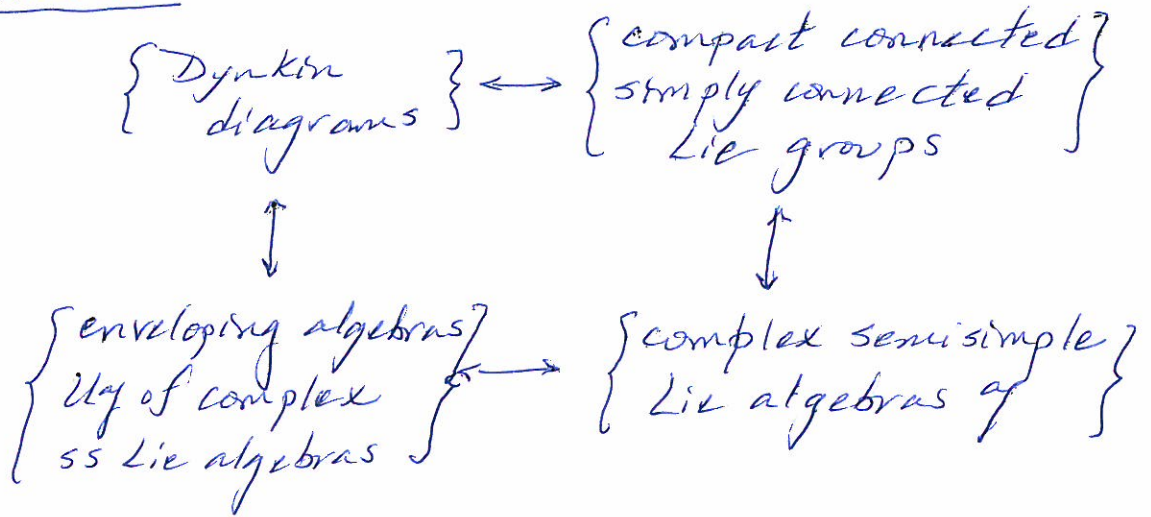 { Dynkin diagrams } ↔ { compact connected
simply connected
Lie groups }
↕ ↕
{ enveloping algebras
U𝔤 of complex
ss Lie algebras } ↔ { complex semisimple
Lie algebras 𝔤 }